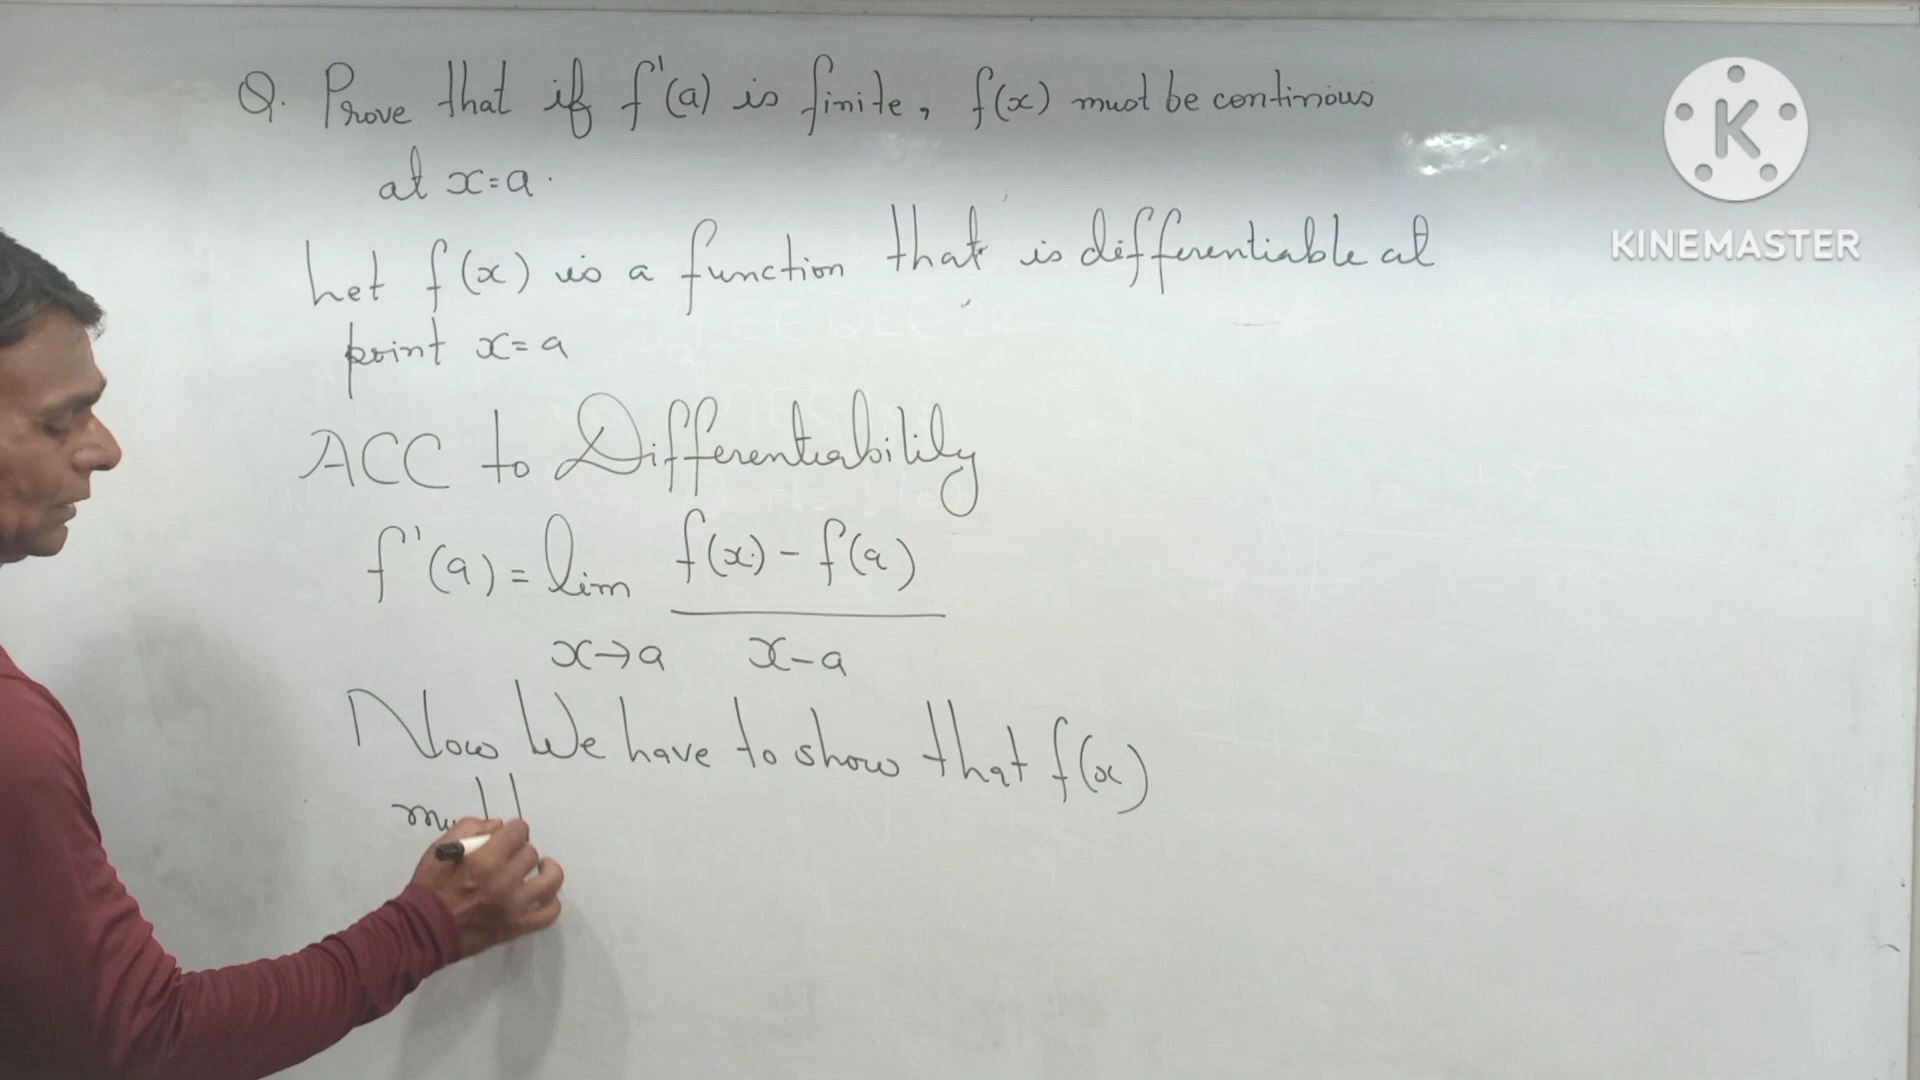 Q. Prove that if f'(a) is finite, f(x) must be continious
at x=a.
Let f(x) is a function that is differentiable at
point x=a
ACC to Differentiability
f'(a) = lim f(x) - f(a)
x→a x-a
Now We have to show that f(x)
K
KINEMASTER